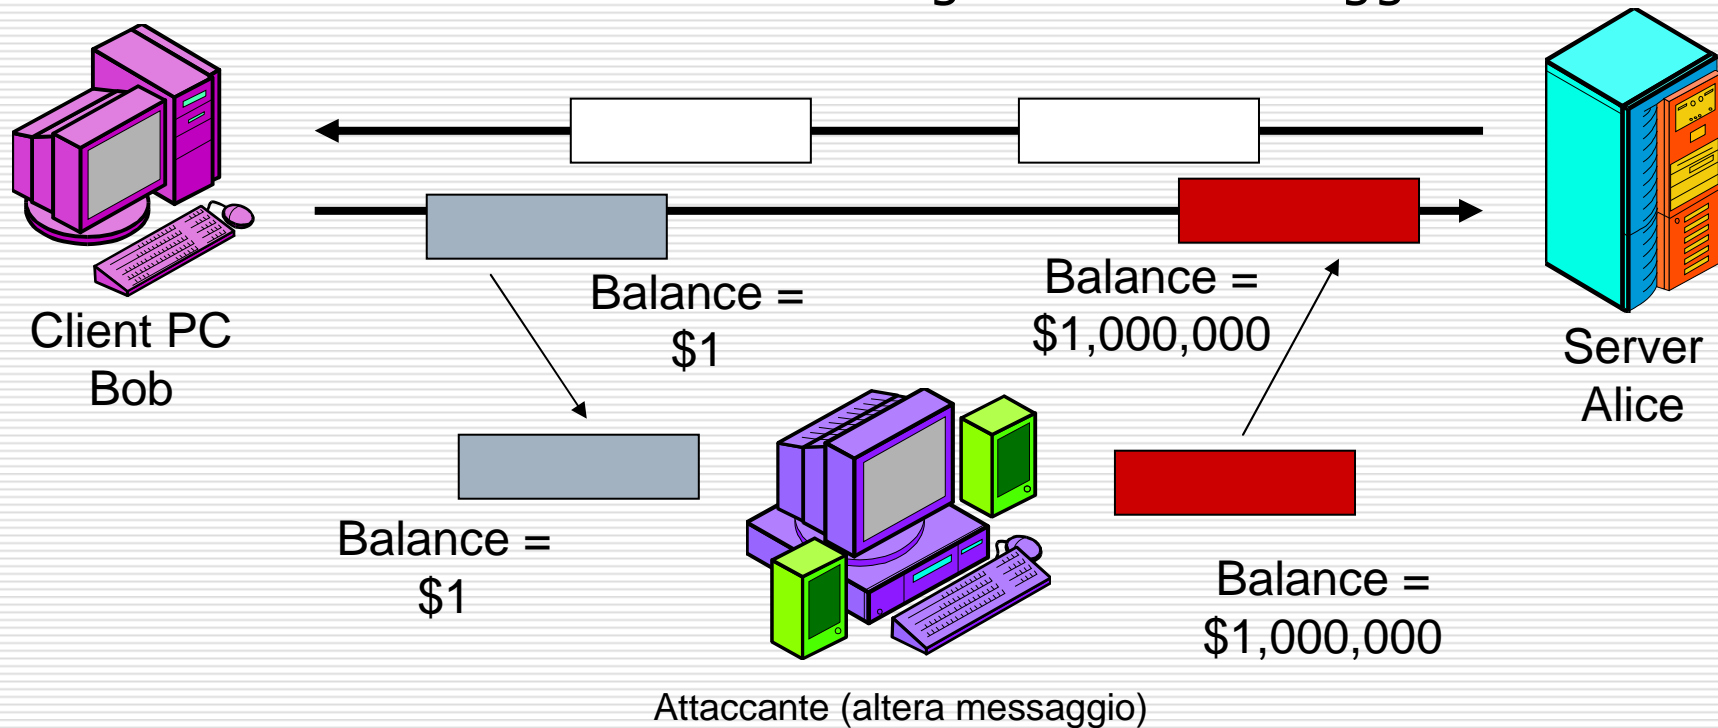 Balance =
$1
Balance =
$1,000,000
Client PC
Bob
Server
Alice
Balance =
$1
Balance =
$1,000,000
Attaccante (altera messaggio)